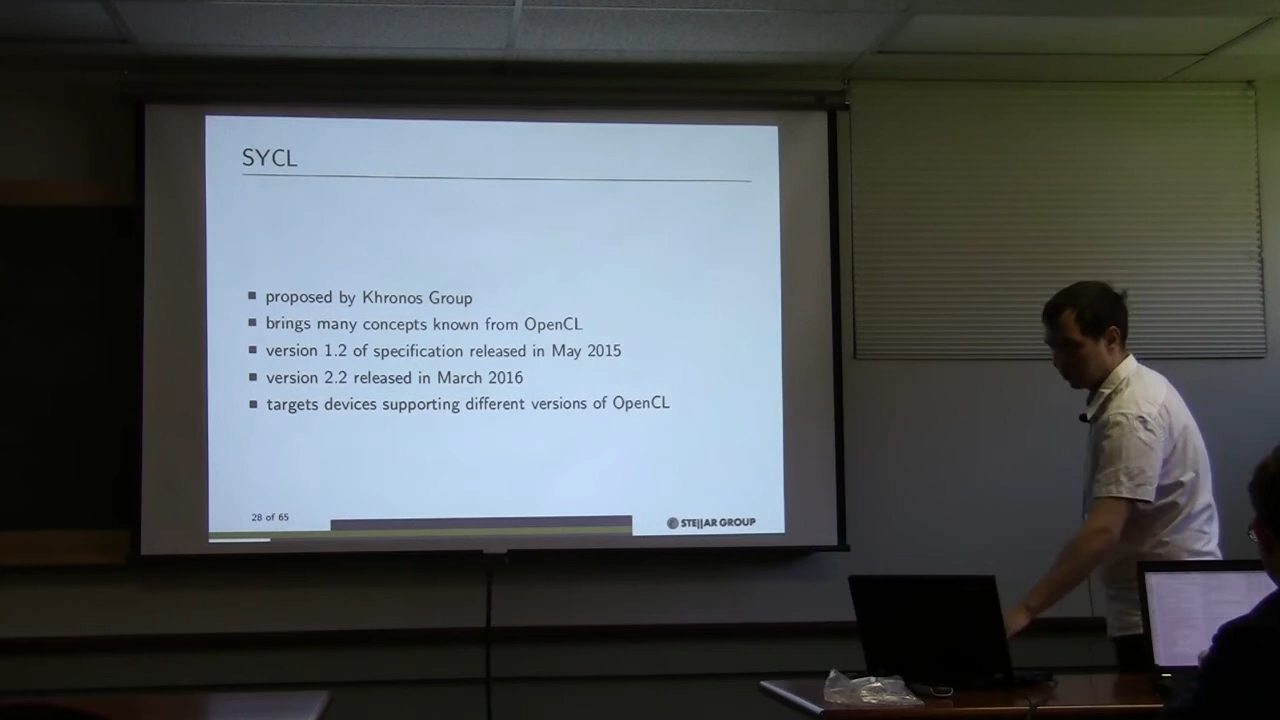 SYCL
proposed by Khronos Group
brings many concepts known from OpenCL
version 1.2 of specification released in May 2015
version 2.2 released in March 2016
targets devices supporting different versions of OpenCL
28 of 65
STE||AR GROUP